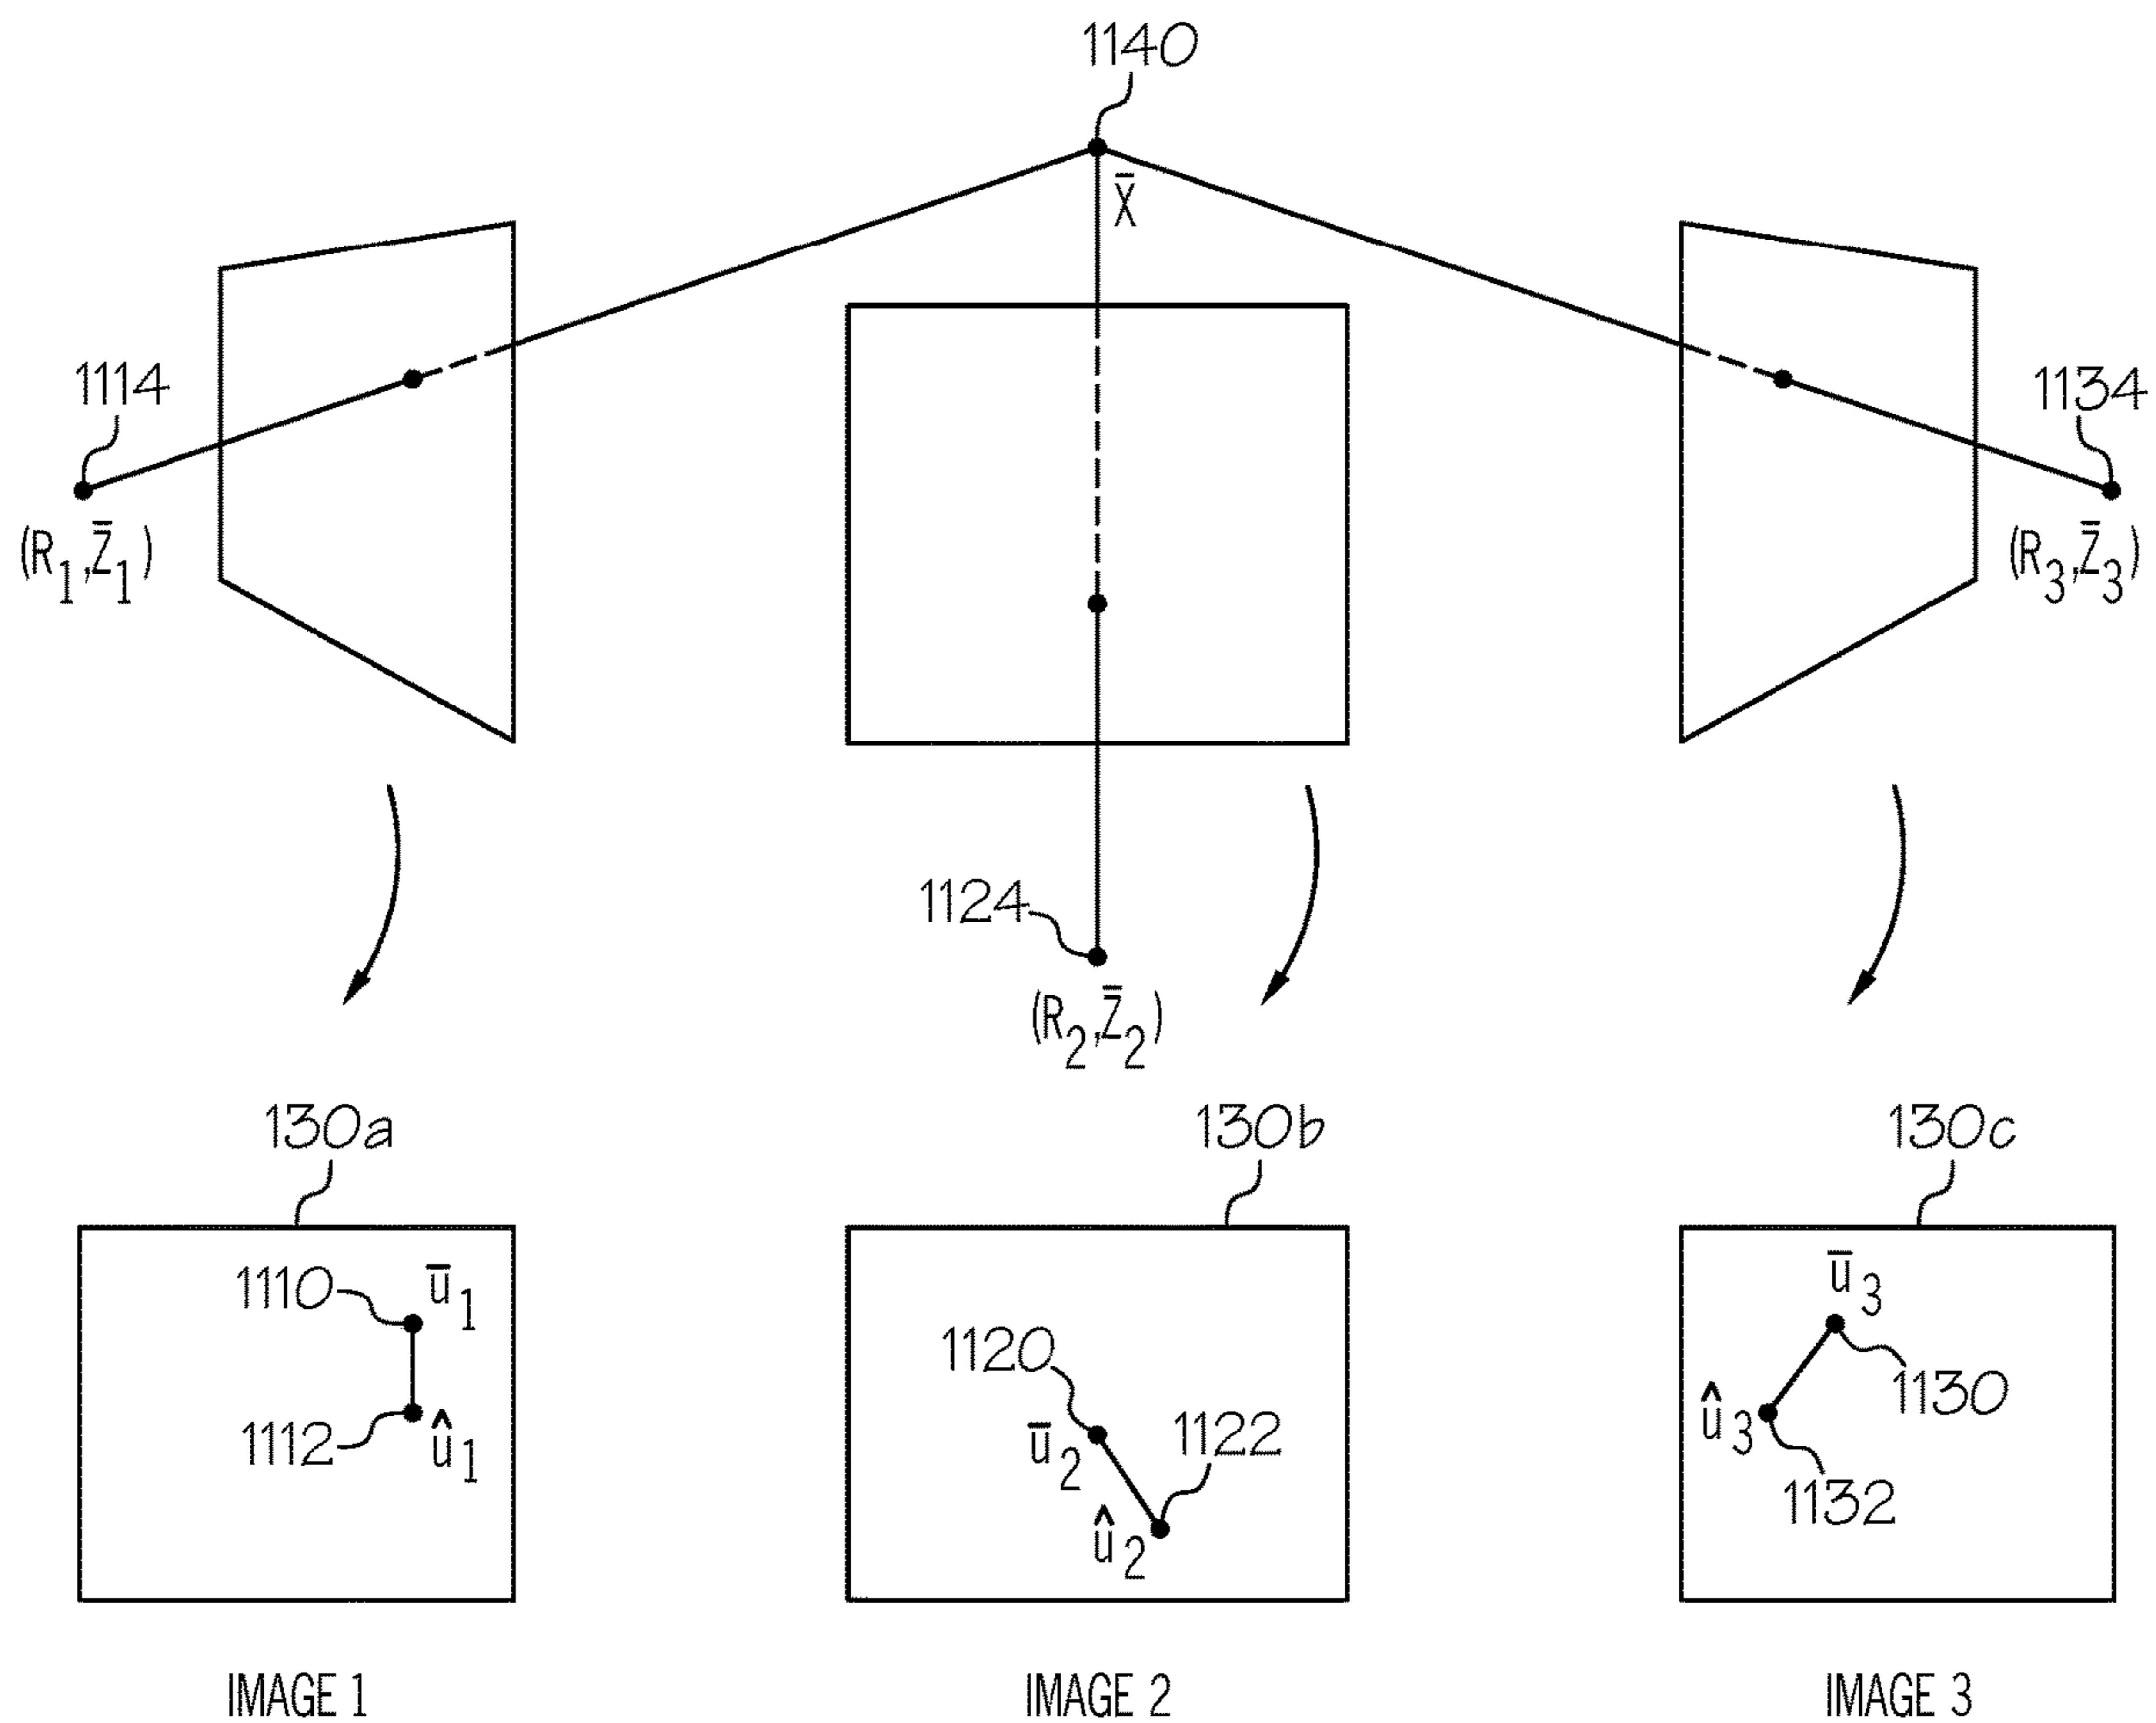 1140
X̄
1114
1134
(R₁,Z̄₁)
(R₃,Z̄₃)
1124
(R₂,Z̄₂)
130a
130b
130c
1110
ū₁
1112
û₁
1120
ū₂
1122
û₂
ū₃
1130
û₃
1132
IMAGE 1
IMAGE 2
IMAGE 3